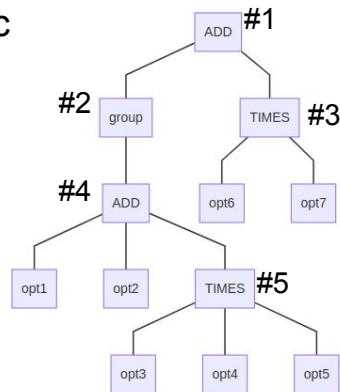 c
ADD #1
#2 group
TIMES #3
#4 ADD
opt6 opt7
opt1 opt2 TIMES #5
opt3 opt4 opt5